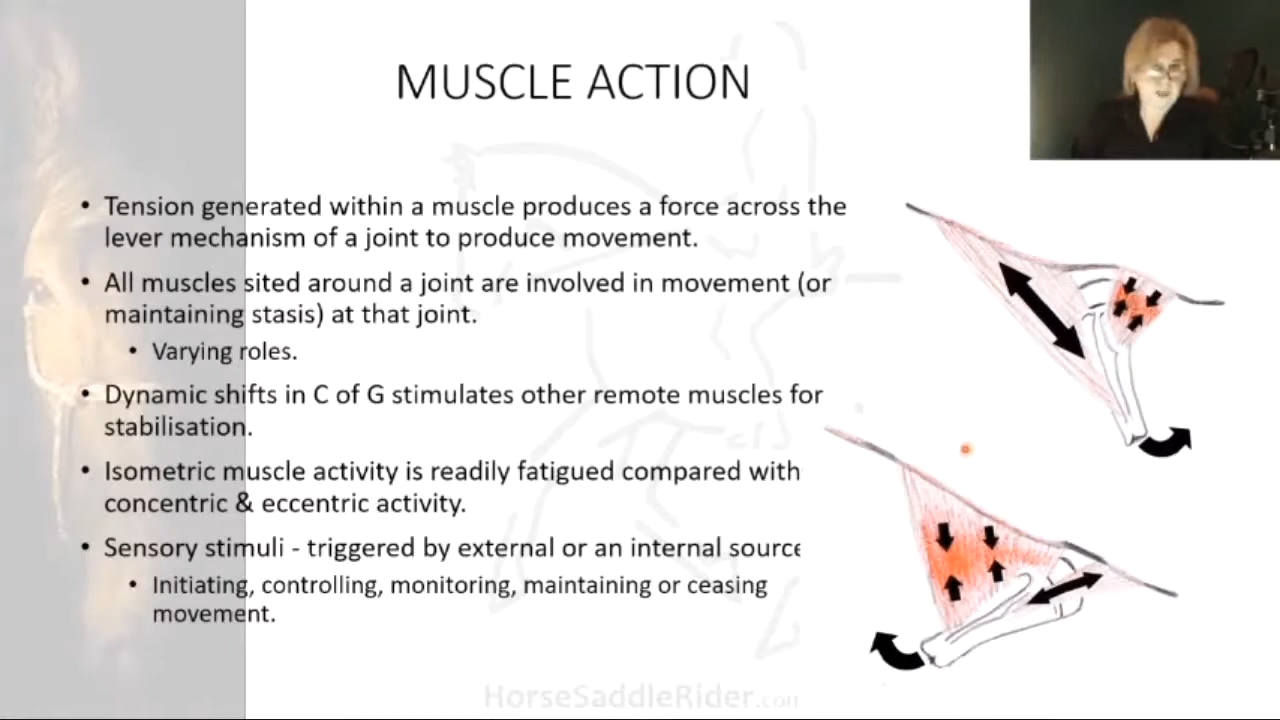 MUSCLE ACTION
• Tension generated within a muscle produces a force across the
lever mechanism of a joint to produce movement.
• All muscles sited around a joint are involved in movement (or
maintaining stasis) at that joint.
• Varying roles.
• Dynamic shifts in C of G stimulates other remote muscles for
stabilisation.
• Isometric muscle activity is readily fatigued compared with
concentric & eccentric activity.
• Sensory stimuli - triggered by external or an internal source
• Initiating, controlling, monitoring, maintaining or ceasing
movement.
HorseSaddleRider.com